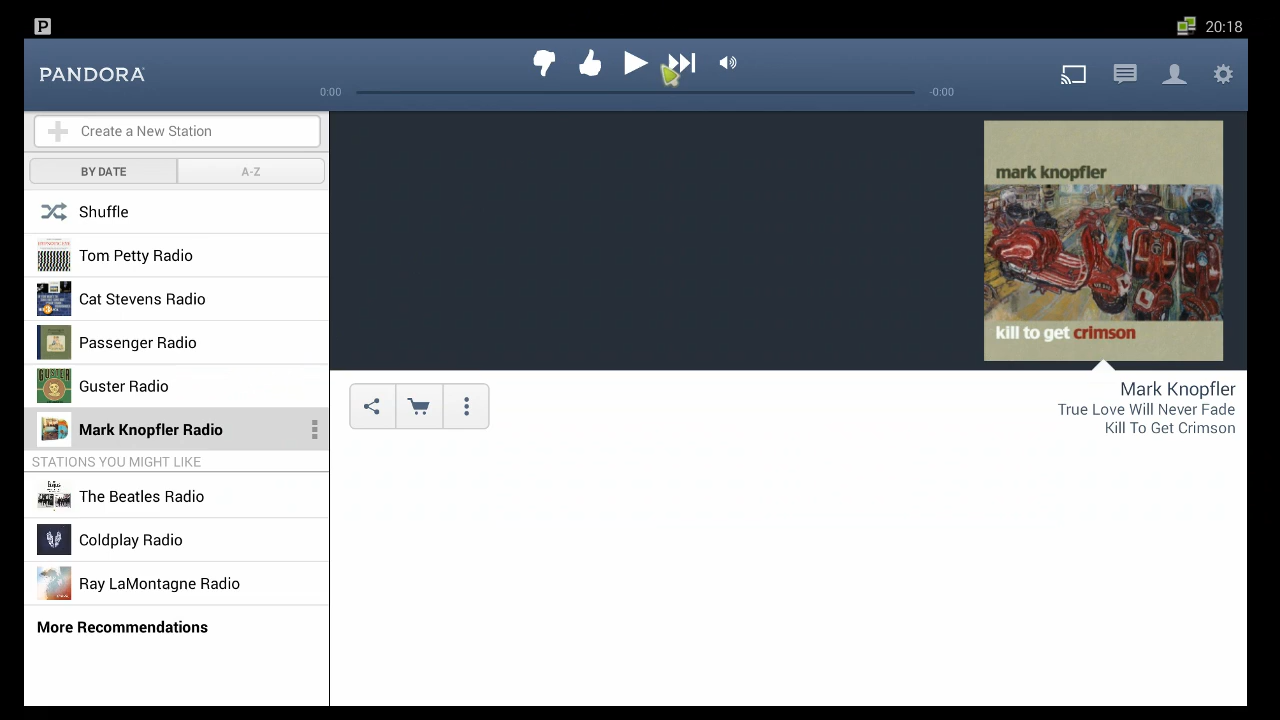 P
20:18
PANDORA
0:00
-0:00
Create a New Station
BY DATE
A-Z
Shuffle
Tom Petty Radio
Cat Stevens Radio
Passenger Radio
Guster Radio
Mark Knopfler Radio
STATIONS YOU MIGHT LIKE
The Beatles Radio
Coldplay Radio
Ray LaMontagne Radio
More Recommendations
mark knopfler
L
kill to get crimson
Mark Knopfler
True Love Will Never Fade
Kill To Get Crimson
GUSTER